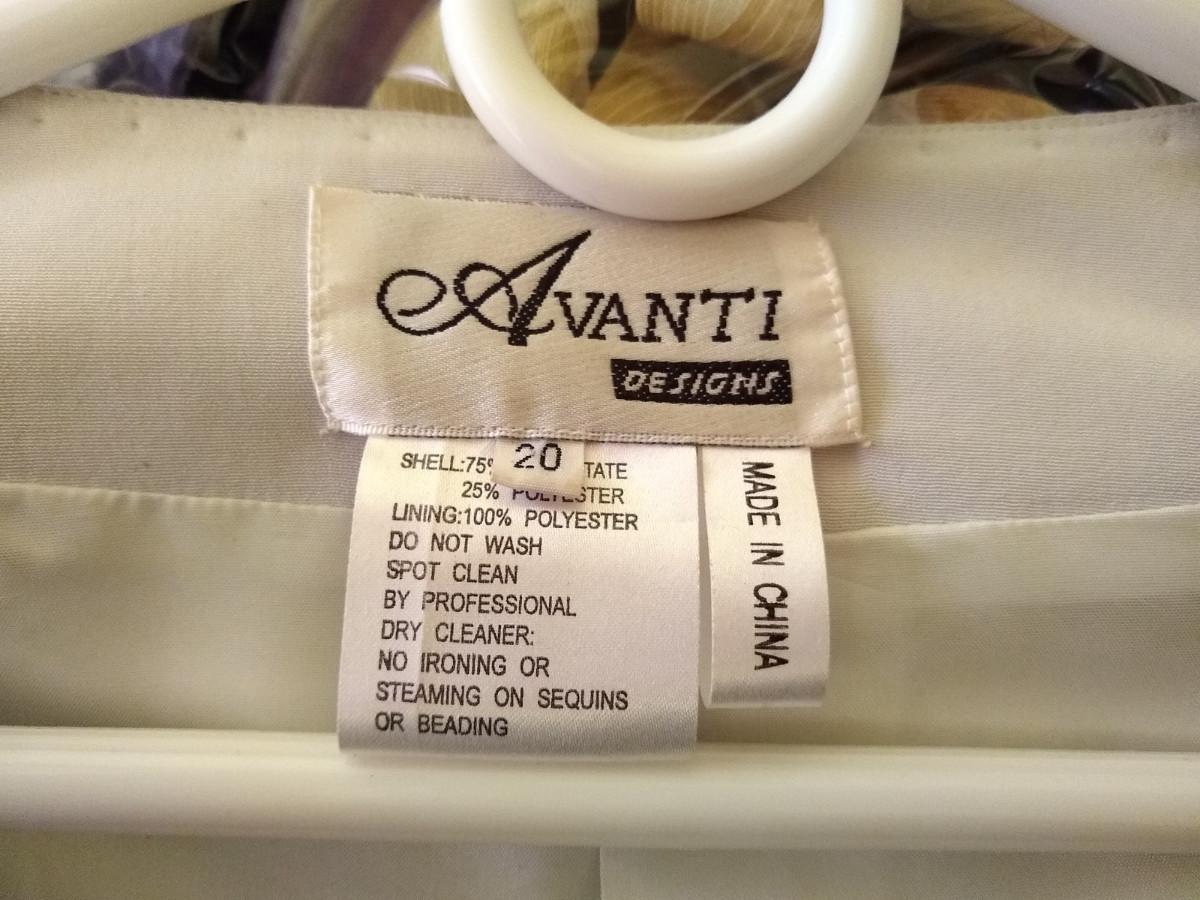 AVANTI
DESIGNS
20
SHELL:75%
25% POLYESTER
LINING:100% POLYESTER
DO NOT WASH
SPOT CLEAN
BY PROFESSIONAL
DRY CLEANER:
NO IRONING OR
STEAMING ON SEQUINS
OR BEADING
MADE IN CHINA